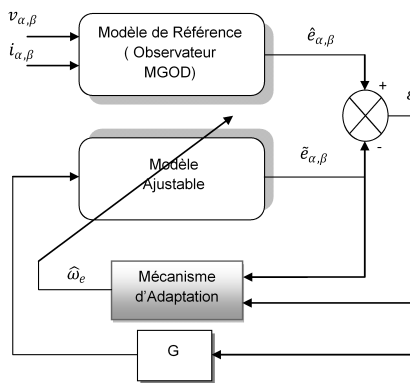 v_{α,β}
i_{α,β}
Modèle de Référence
( Observateur
MGOD)
ê_{α,β}
+
ε
-
Modèle
Ajustable
ẽ_{α,β}
ω̂_e
Mécanisme
d'Adaptation
G